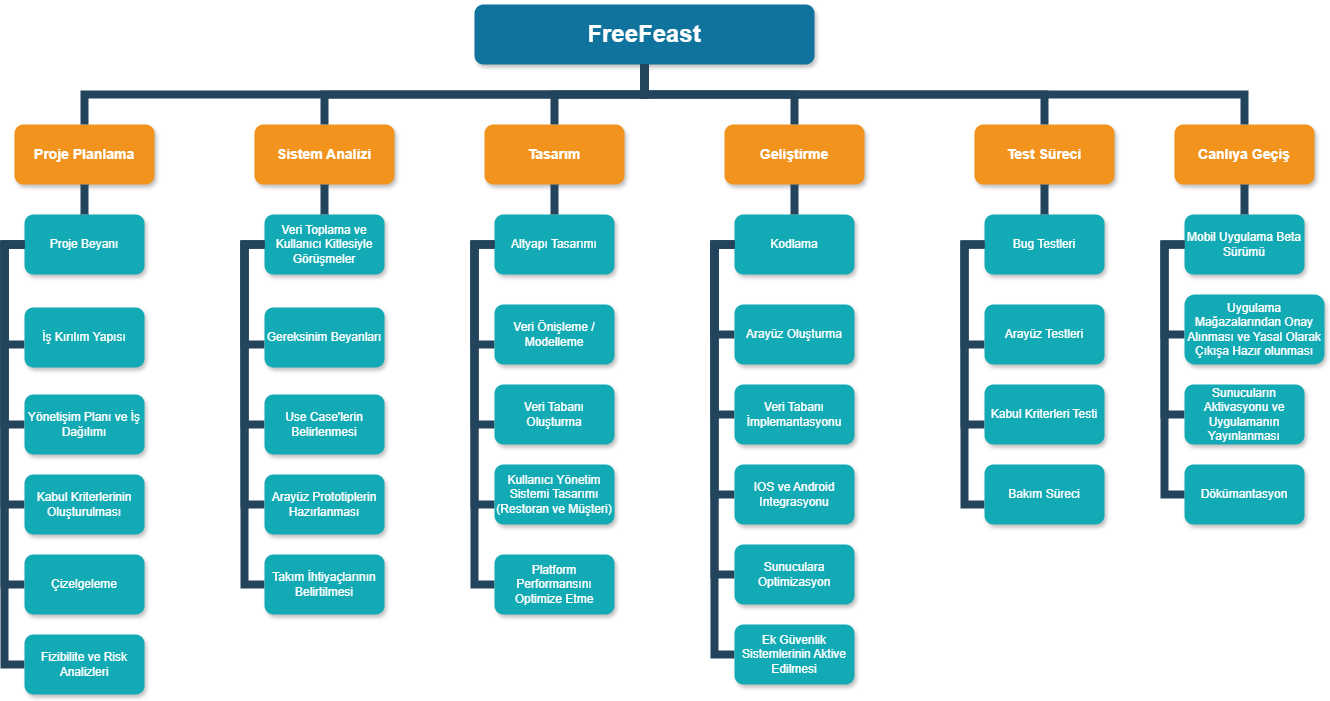 FreeFeast
Proje Planlama
Sistem Analizi
Tasarım
Geliştirme
Test Süreci
Canlıya Geçiş
Proje Beyanı
İş Kırılım Yapısı
Yönetişim Planı ve İş
Dağılımı
Kabul Kriterlerinin
Oluşturulması
Çizelgeleme
Fizibilite ve Risk
Analizleri
Veri Toplama ve
Kullanıcı Kitlesiyle
Görüşmeler
Gereksinim Beyanları
Use Case'lerin
Belirlenmesi
Arayüz Prototiplerin
Hazırlanması
Takım İhtiyaçlarının
Belirtilmesi
Altyapı Tasarımı
Veri Önişleme /
Modelleme
Veri Tabanı
Oluşturma
Kullanıcı Yönetim
Sistemi Tasarımı
(Restoran ve Müşteri)
Platform
Performansını
Optimize Etme
Kodlama
Arayüz Oluşturma
Veri Tabanı
İmplemantasyonu
IOS ve Android
Integrasyonu
Sunuculara
Optimizasyon
Ek Güvenlik
Sistemlerinin Aktive
Edilmesi
Bug Testleri
Arayüz Testleri
Kabul Kriterleri Testi
Bakım Süreci
Mobil Uygulama Beta
Sürümü
Uygulama
Mağazalarından Onay
Alınması ve Yasal Olarak
Çıkışa Hazır olunması
Sunucuların
Aktivasyonu ve
Uygulamanın
Yayınlanması
Dökümantasyon